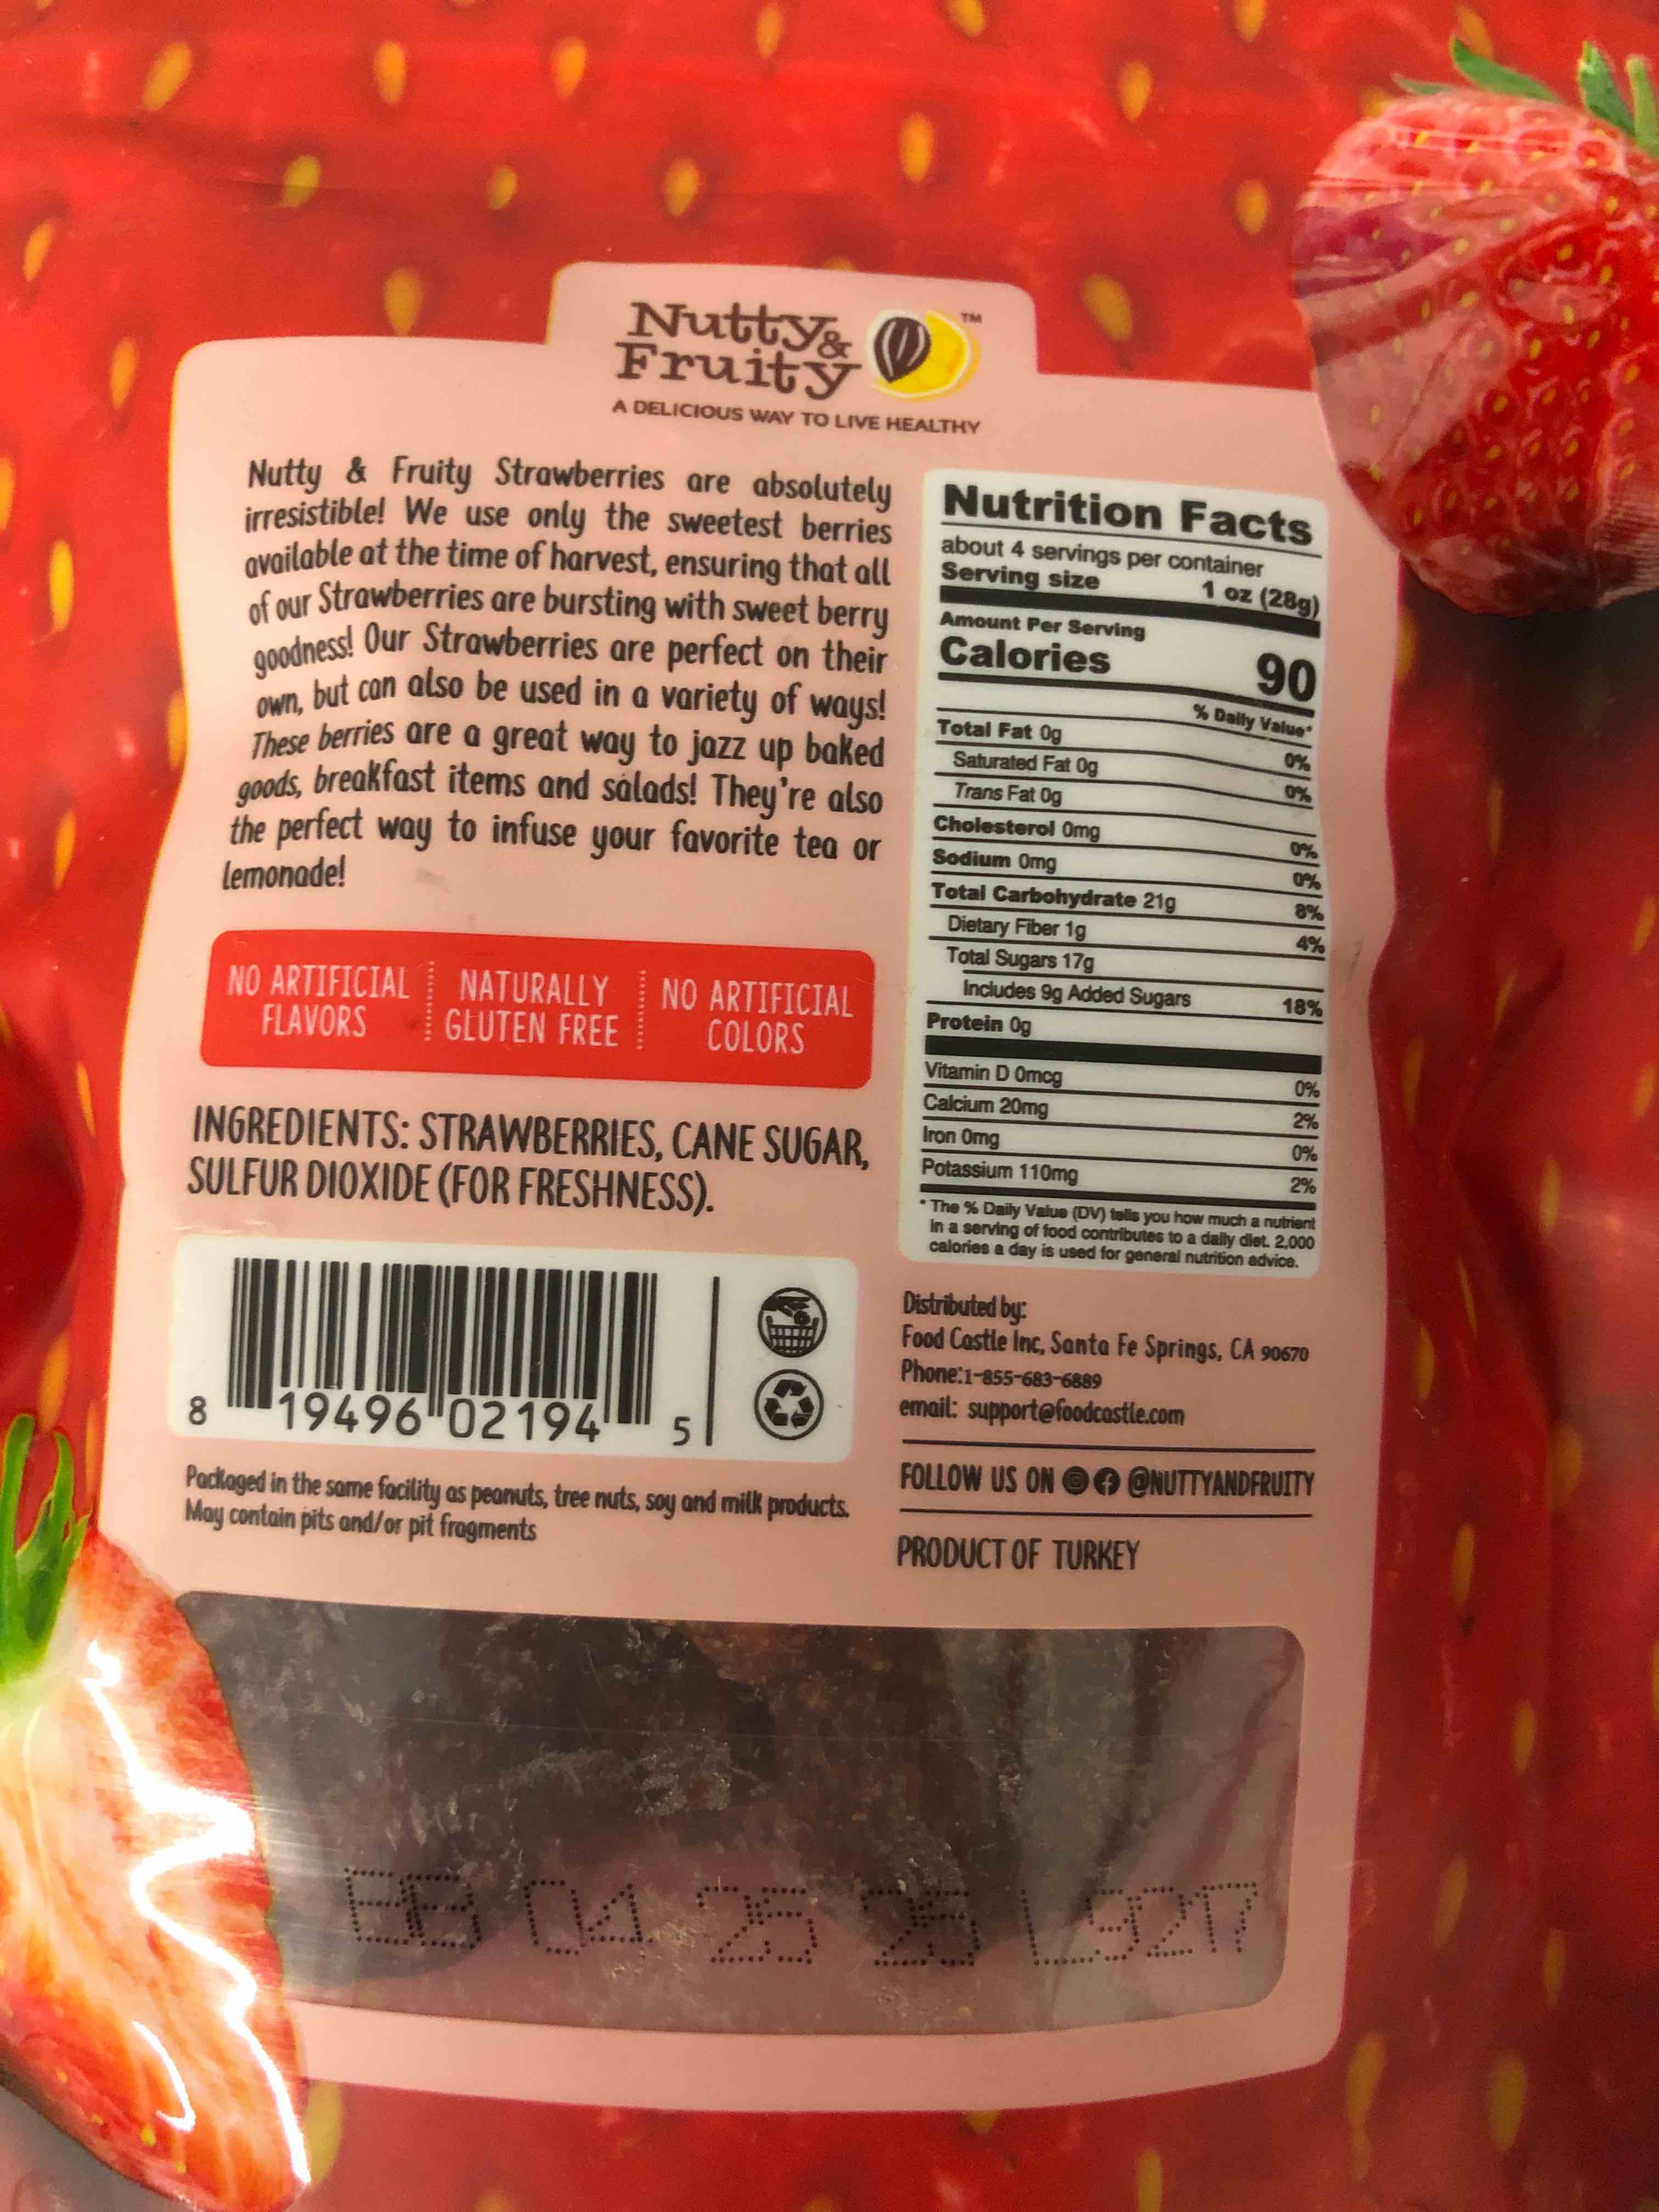 Nutty &
Fruity
TM
A DELICIOUS WAY TO LIVE HEALTHY
Nutty & Fruity Strawberries are absolutely
irresistible! We use only the sweetest berries
available at the time of harvest, ensuring that all
of our Strawberries are bursting with sweet berry
goodness! Our Strawberries are perfect on their
own, but can also be used in a variety of ways!
These berries are a great way to jazz up baked
goods, breakfast items and salads! They're also
the perfect way to infuse your favorite tea or
lemonade!
NO ARTIFICIAL
FLAVORS
NATURALLY
GLUTEN FREE
NO ARTIFICIAL
COLORS
INGREDIENTS: STRAWBERRIES, CANE SUGAR,
SULFUR DIOXIDE (FOR FRESHNESS).
8 19496 02194 5
Packaged in the same facility as peanuts, tree nuts, soy and milk products.
May contain pits and/or pit fragments
Nutrition Facts
about 4 servings per container
Serving size 1 oz (28g)
Amount Per Serving
Calories 90
% Daily Value*
Total Fat 0g 0%
Saturated Fat 0g 0%
Trans Fat 0g
Cholesterol 0mg 0%
Sodium 0mg 0%
Total Carbohydrate 21g 8%
Dietary Fiber 1g 4%
Total Sugars 17g
Includes 9g Added Sugars 18%
Protein 0g
Vitamin D 0mcg 0%
Calcium 20mg 2%
Iron 0mg 0%
Potassium 110mg 2%
* The % Daily Value (DV) tells you how much a nutrient
in a serving of food contributes to a daily diet. 2,000
calories a day is used for general nutrition advice.
Distributed by:
Food Castle Inc, Santa Fe Springs, CA 90670
Phone:1-855-683-6889
email: support@foodcastle.com
FOLLOW US ON @NUTTYANDFRUITY
PRODUCT OF TURKEY
BB 04 25